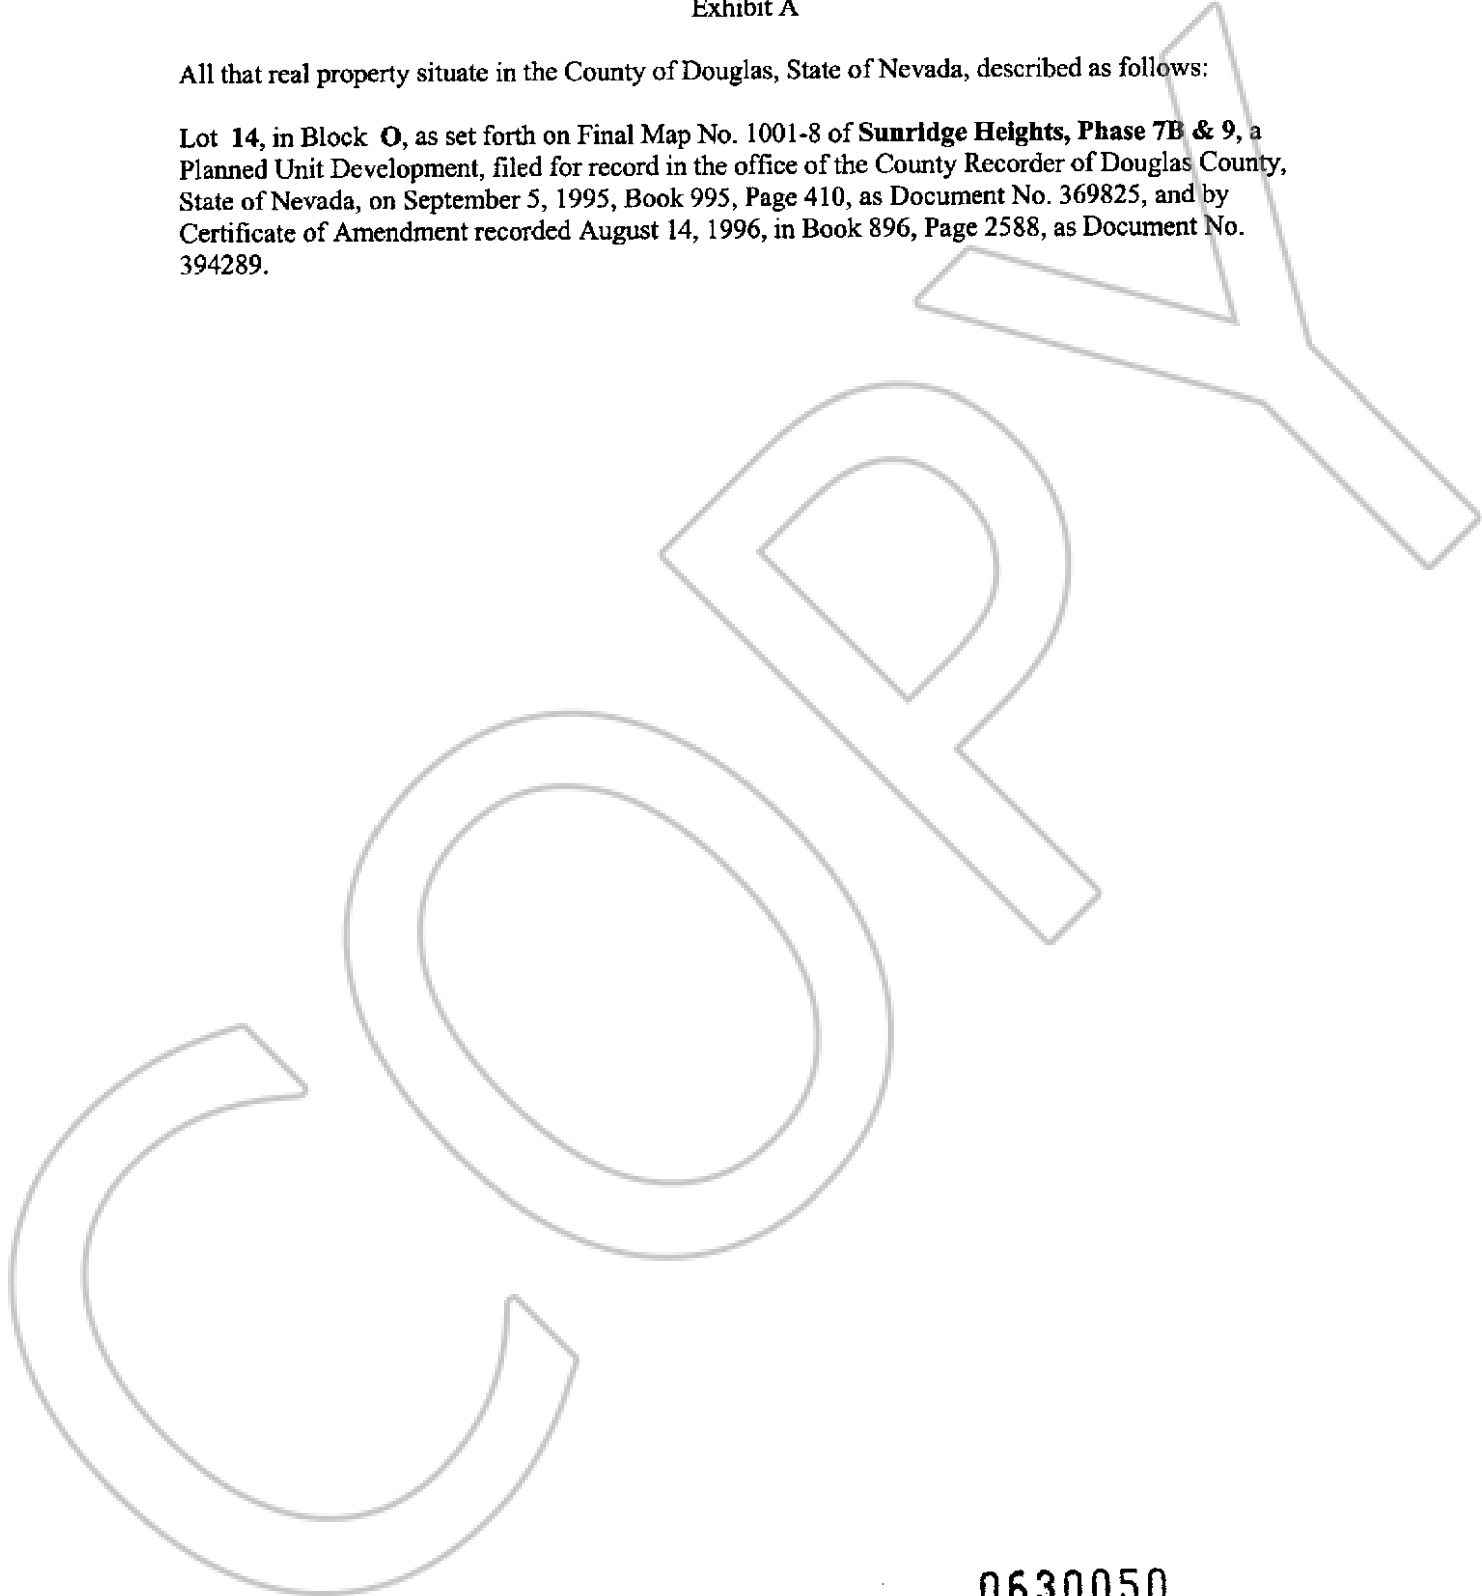 Exhibit A
All that real property situate in the County of Douglas, State of Nevada, described as follows:
Lot 14, in Block O, as set forth on Final Map No. 1001-8 of Sunridge Heights, Phase 7B & 9, a
Planned Unit Development, filed for record in the office of the County Recorder of Douglas County,
State of Nevada, on September 5, 1995, Book 995, Page 410, as Document No. 369825, and by
Certificate of Amendment recorded August 14, 1996, in Book 896, Page 2588, as Document No.
394289.
COPY
0630050